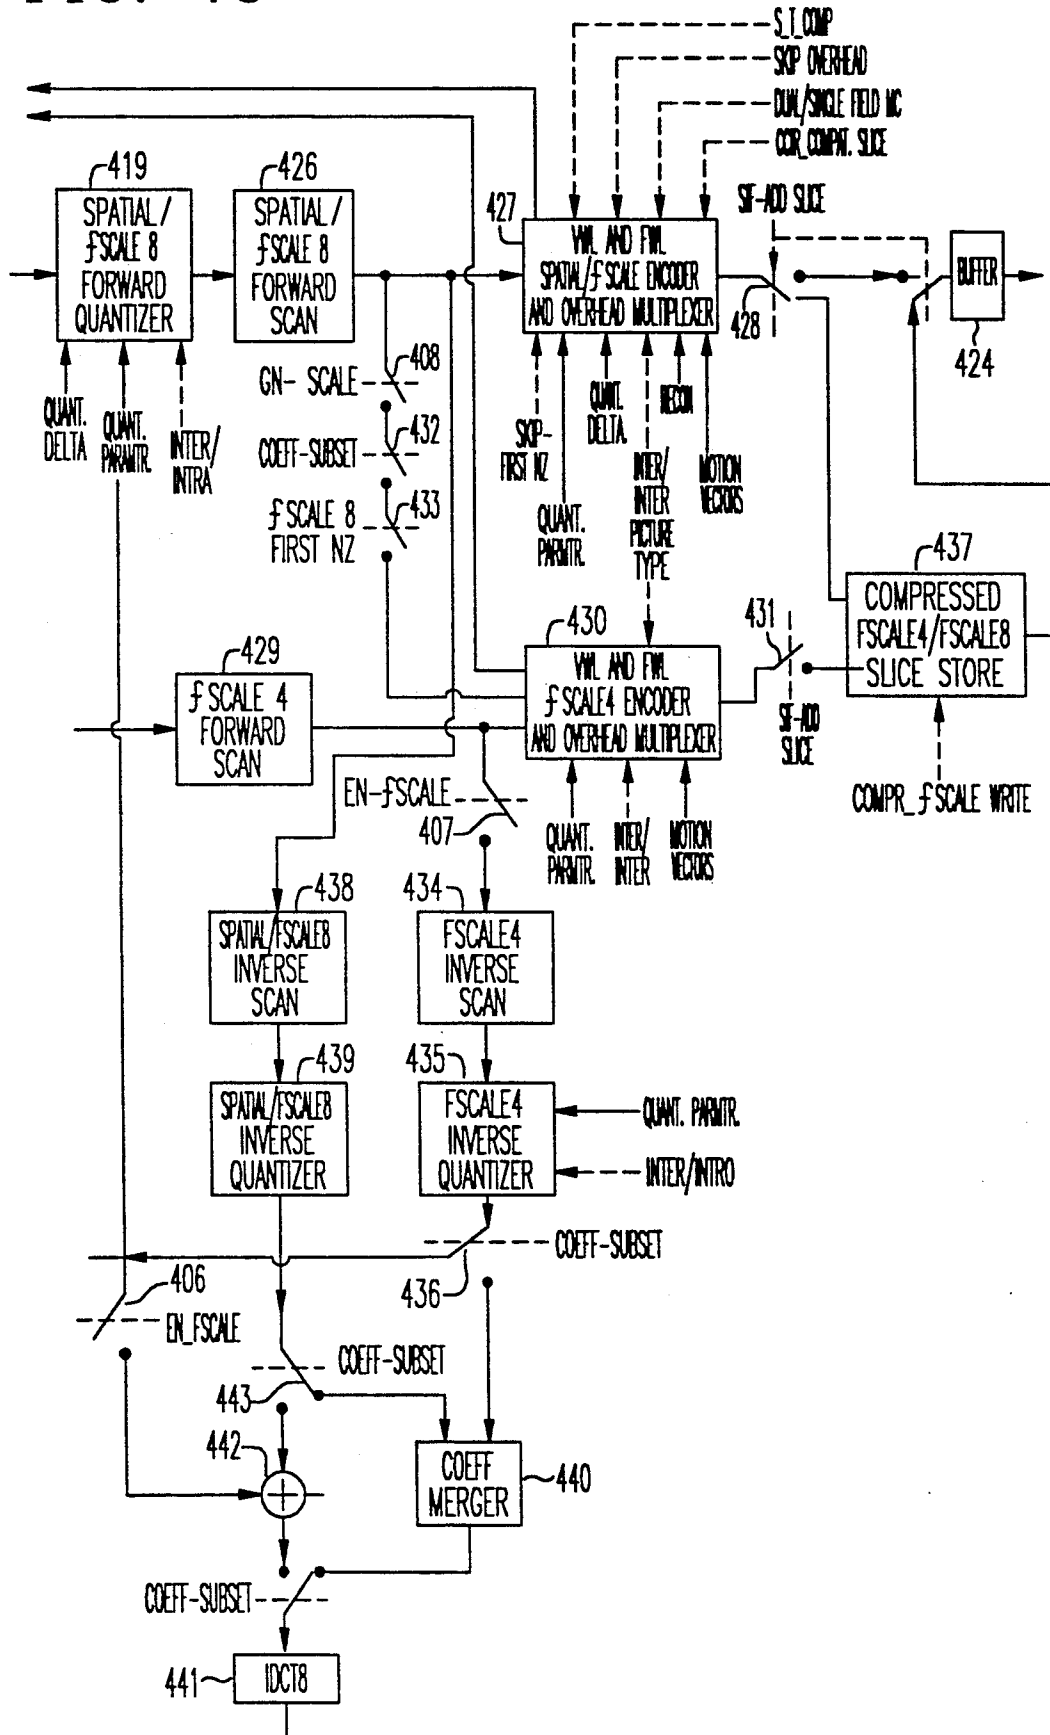 S_T_COMP
SKIP OVERHEAD
DUAL/SINGLE FIELD MC
CCIR_COMPAT. SLICE
419
SPATIAL/
ƒSCALE 8
FORWARD
QUANTIZER
426
SPATIAL/
ƒSCALE 8
FORWARD
SCAN
427
VWL AND FWL
SPATIAL/ƒSCALE ENCODER
AND OVERHEAD MULTIPLEXER
SIF-ADD SLICE
428
BUFFER
424
QUANT.
DELTA
QUANT.
PARMTR.
INTER/
INTRA
GN- SCALE
408
COEFF-SUBSET
432
ƒSCALE 8
FIRST NZ
433
SKIP-
FIRST NZ
QUANT.
PARMTR.
QUANT.
DELTA.
INTER/
INTER
PICTURE
TYPE
RECON
MOTION
VECTORS
437
COMPRESSED
FSCALE4/FSCALE8
SLICE STORE
COMPR_ƒSCALE WRITE
431
SIF-ADD
SLICE
430
VWL AND FWL
ƒSCALE4 ENCODER
AND OVERHEAD MULTIPLEXER
429
ƒSCALE 4
FORWARD
SCAN
EN-ƒSCALE
407
QUANT.
PARMTR.
INTER/
INTER
MOTION
VECTORS
438
SPATIAL/FSCALE8
INVERSE
SCAN
434
FSCALE4
INVERSE
SCAN
439
SPATIAL/FSCALE8
INVERSE
QUANTIZER
435
FSCALE4
INVERSE
QUANTIZER
QUANT. PARMTR.
INTER/INTRO
COEFF-SUBSET
436
406
EN_FSCALE
COEFF-SUBSET
443
442
COEFF
MERGER
440
COEFF-SUBSET
441
IDCT8